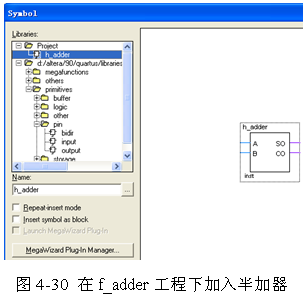 Symbol
Libraries:
Project
h_adder
d:/altera/90/quartus/libraries
megafunctions
others
primitives
buffer
logic
other
pin
bidir
input
output
storage
Name:
h_adder
...
Repeat-insert mode
Insert symbol as block
Launch MegaWizard Plug-In
MegaWizard Plug-In Manager...
h_adder
A SO
B CO
inst
图 4-30 在 f_adder 工程下加入半加器